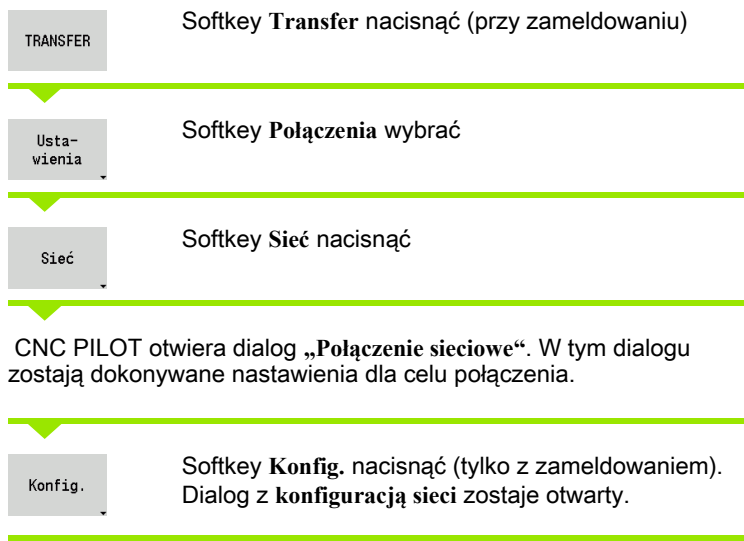 TRANSFER
Softkey Transfer nacisnąć (przy zameldowaniu)
Usta-
wienia
Softkey Połączenia wybrać
Sieć
Softkey Sieć nacisnąć
CNC PILOT otwiera dialog „Połączenie sieciowe“. W tym dialogu
zostają dokonywane nastawienia dla celu połączenia.
Konfig.
Softkey Konfig. nacisnąć (tylko z zameldowaniem).
Dialog z konfiguracją sieci zostaje otwarty.